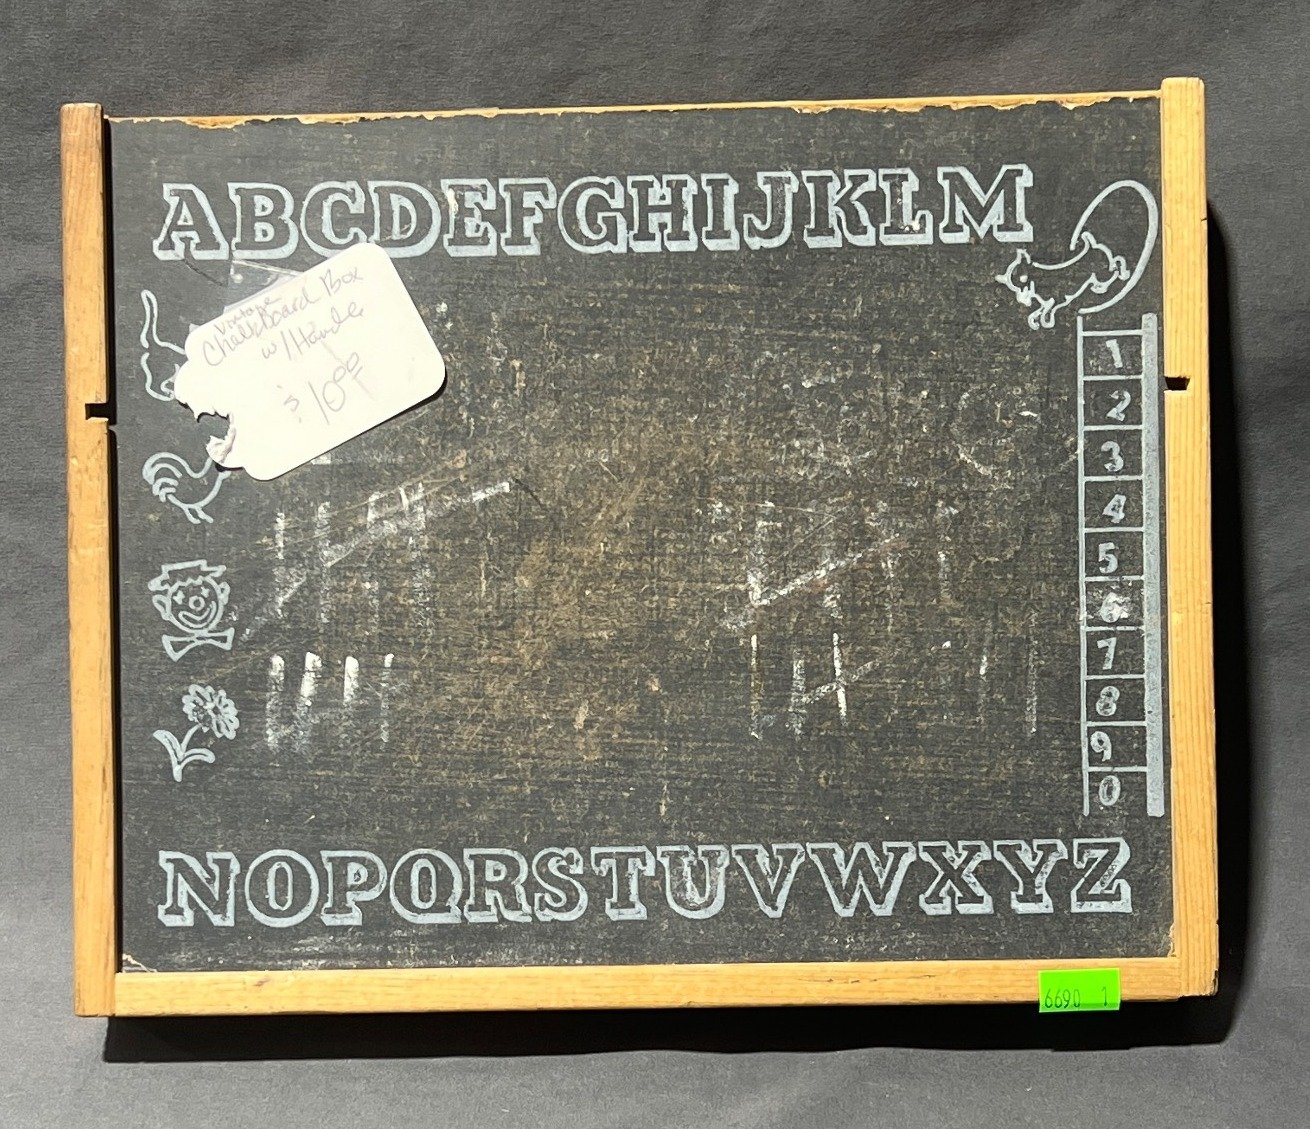 ABCDEFGHIJKLM
Vintage
Chalkboard Box
w/Handle
$10.00
1
2
3
4
5
6
7
8
9
0
NOPQRSTUVWXYZ
6690 1